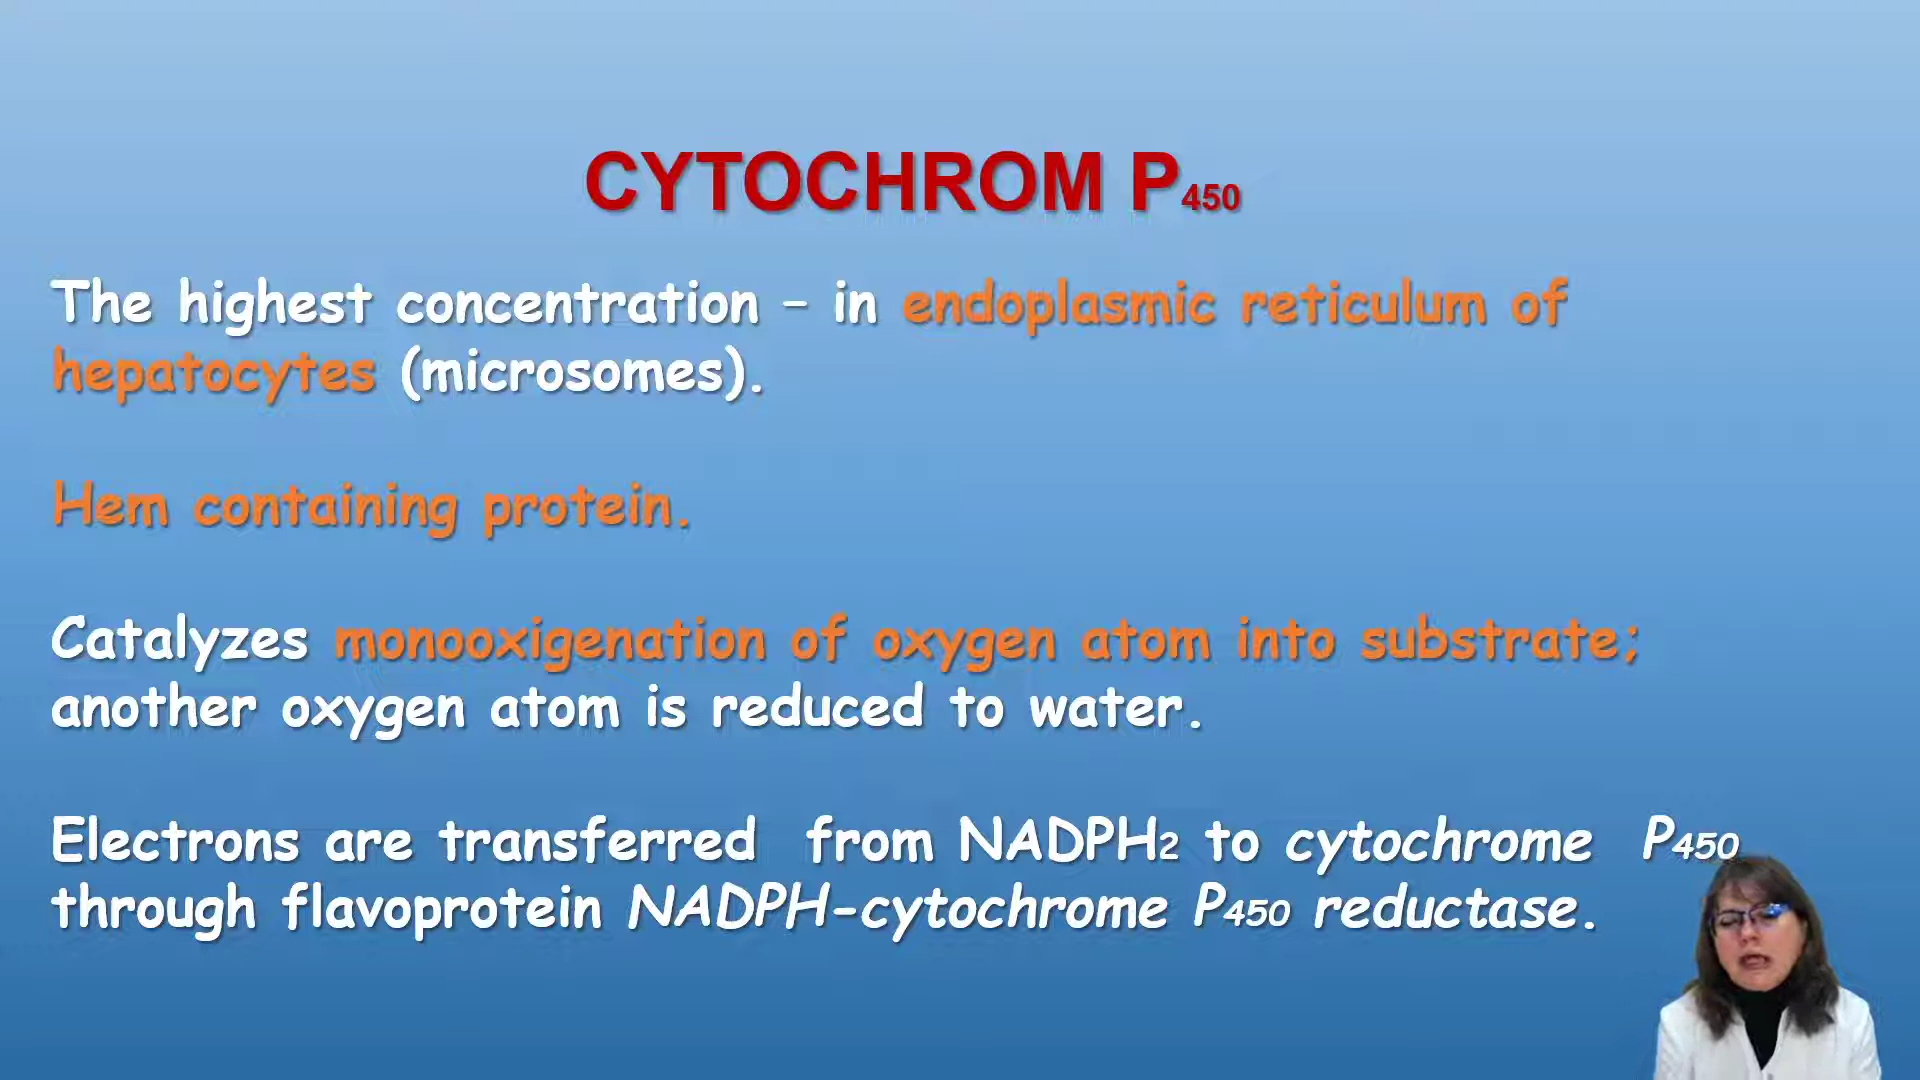 CYTOCHROM P450
The highest concentration – in endoplasmic reticulum of
hepatocytes (microsomes).
Hem containing protein.
Catalyzes monooxigenation of oxygen atom into substrate;
another oxygen atom is reduced to water.
Electrons are transferred from NADPH2 to cytochrome P450
through flavoprotein NADPH-cytochrome P450 reductase.